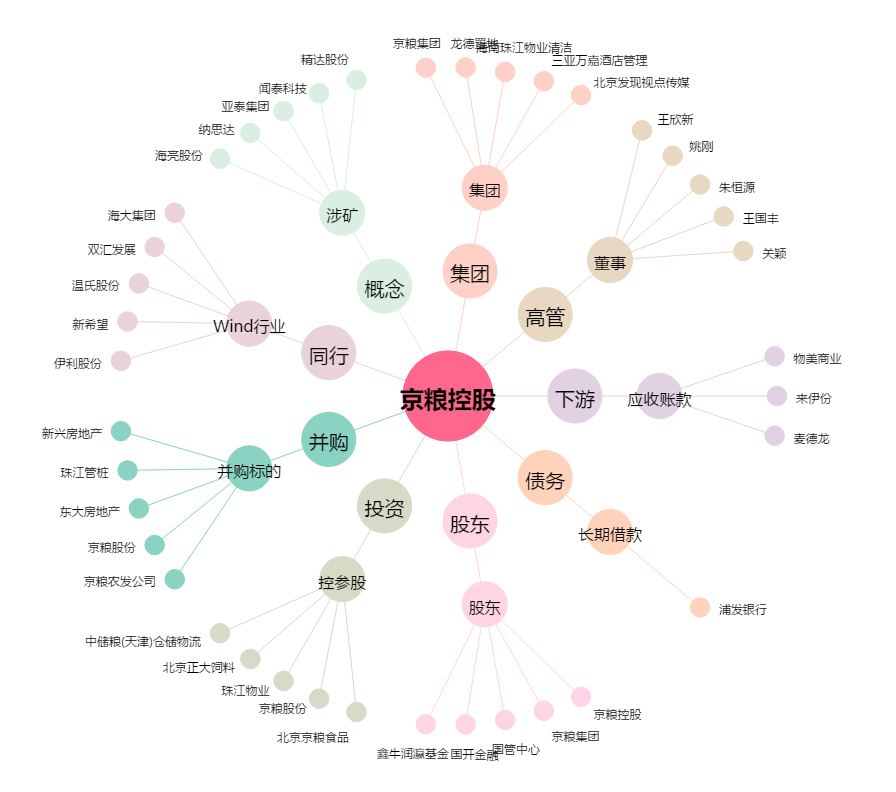 京粮控股
集团
集团
京粮集团
龙德置地
海南珠江物业清洁
三亚万嘉酒店管理
北京发现视点传媒
高管
董事
王欣新
姚刚
朱恒源
王国丰
关颖
下游
应收账款
物美商业
来伊份
麦德龙
债务
长期借款
浦发银行
股东
股东
京粮控股
京粮集团
国管中心
国开金融
鑫牛润瀛基金
投资
控参股
北京京粮食品
京粮股份
珠江物业
北京正大饲料
中储粮(天津)仓储物流
并购
并购标的
京粮农发公司
京粮股份
东大房地产
珠江管桩
新兴房地产
同行
Wind行业
伊利股份
新希望
温氏股份
双汇发展
海大集团
概念
涉矿
海亮股份
纳思达
亚泰集团
闻泰科技
精达股份